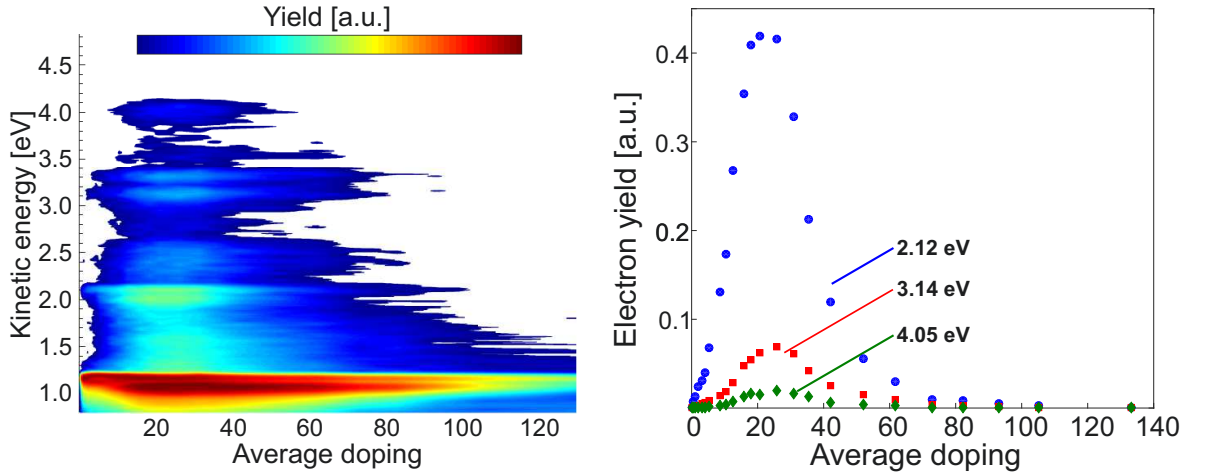 Yield [a.u.]
Kinetic energy [eV]
4.5
4.0
3.5
3.0
2.5
2.0
1.5
1.0
20 40 60 80 100 120
Average doping
Electron yield [a.u.]
0.4
0.3
0.2
0.1
2.12 eV
3.14 eV
4.05 eV
0 20 40 60 80 100 120 140
Average doping